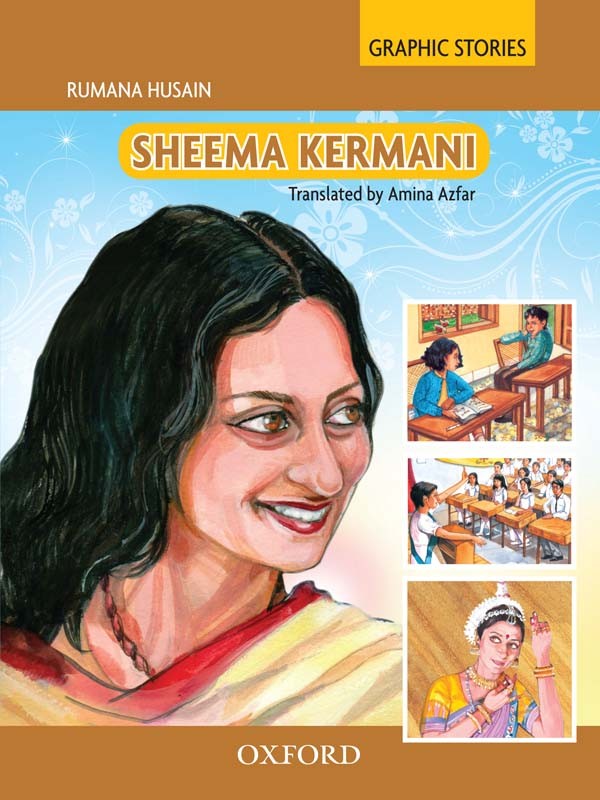 GRAPHIC STORIES
RUMANA HUSAIN
SHEEMA KERMANI
Translated by Amina Azfar
OXFORD